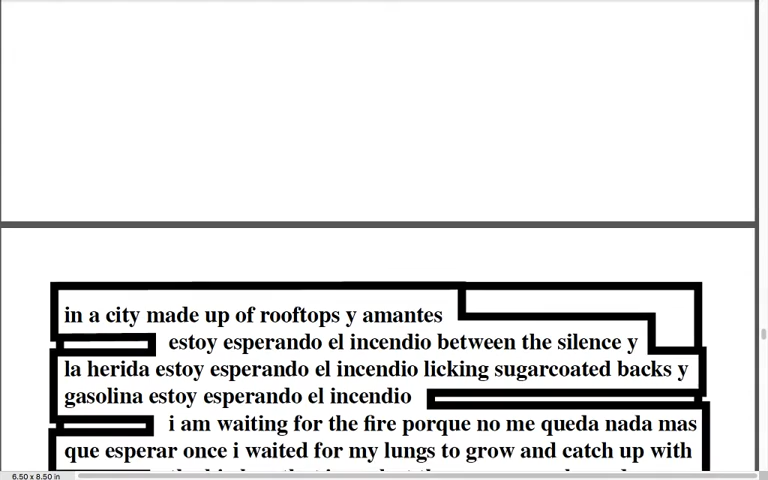 in a city made up of rooftops y amantes
estoy esperando el incendio between the silence y
la herida estoy esperando el incendio licking sugarcoated backs y
gasolina estoy esperando el incendio
i am waiting for the fire porque no me queda nada mas
que esperar once i waited for my lungs to grow and catch up with
6.50 x 8.50 in